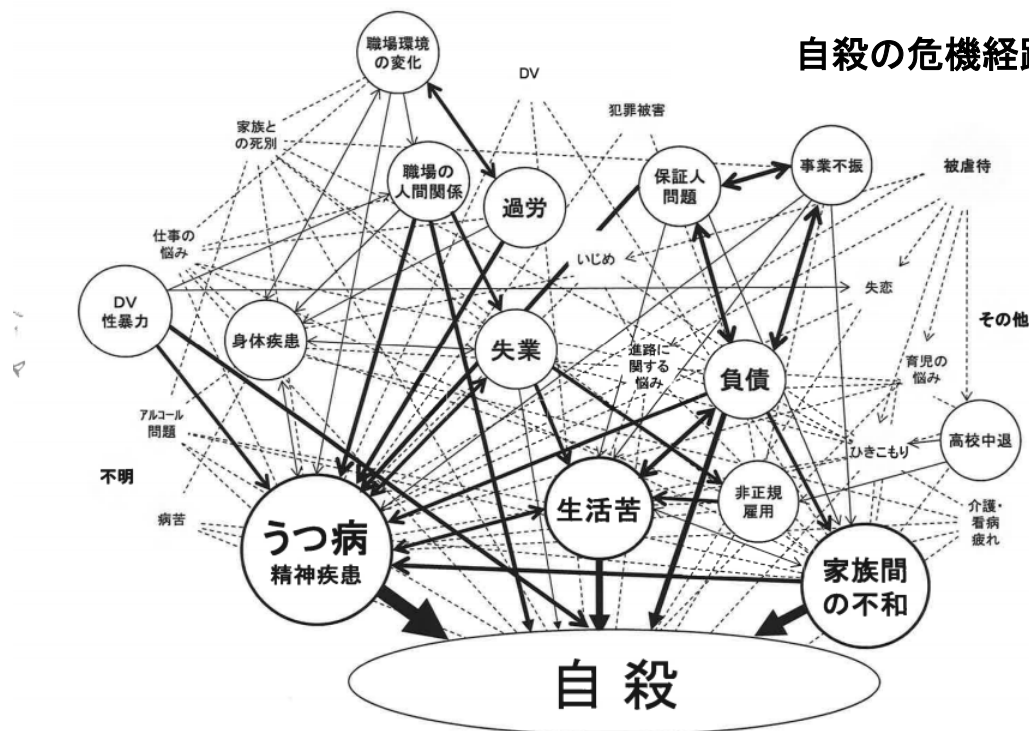 自殺の危機経路
職場環境
の変化
DV
犯罪被害
家族と
の死別
職場の
人間関係
過労
保証人
問題
事業不振
被虐待
仕事の
悩み
いじめ
DV
性暴力
失恋
身体疾患
失業
進路に
関する
悩み
負債
その他
育児の
悩み
アルコール
問題
ひきこもり
高校中退
不明
病苦
うつ病
精神疾患
生活苦
非正規
雇用
介護・
看病
疲れ
家族間
の不和
自殺